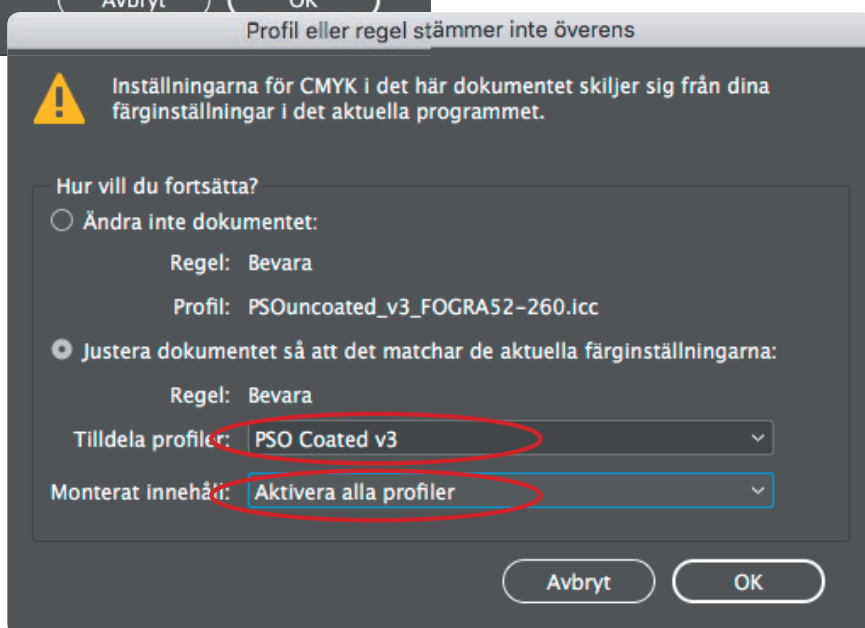 Avbryt OK
Profil eller regel stämmer inte överens
Inställningarna för CMYK i det här dokumentet skiljer sig från dina
färginställningar i det aktuella programmet.
Hur vill du fortsätta?
Ändra inte dokumentet:
Regel: Bevara
Profil: PSOuncoated_v3_FOGRA52-260.icc
Justera dokumentet så att det matchar de aktuella färginställningarna:
Regel: Bevara
Tilldela profiler: PSO Coated v3
Monterat innehåll: Aktivera alla profiler
Avbryt OK